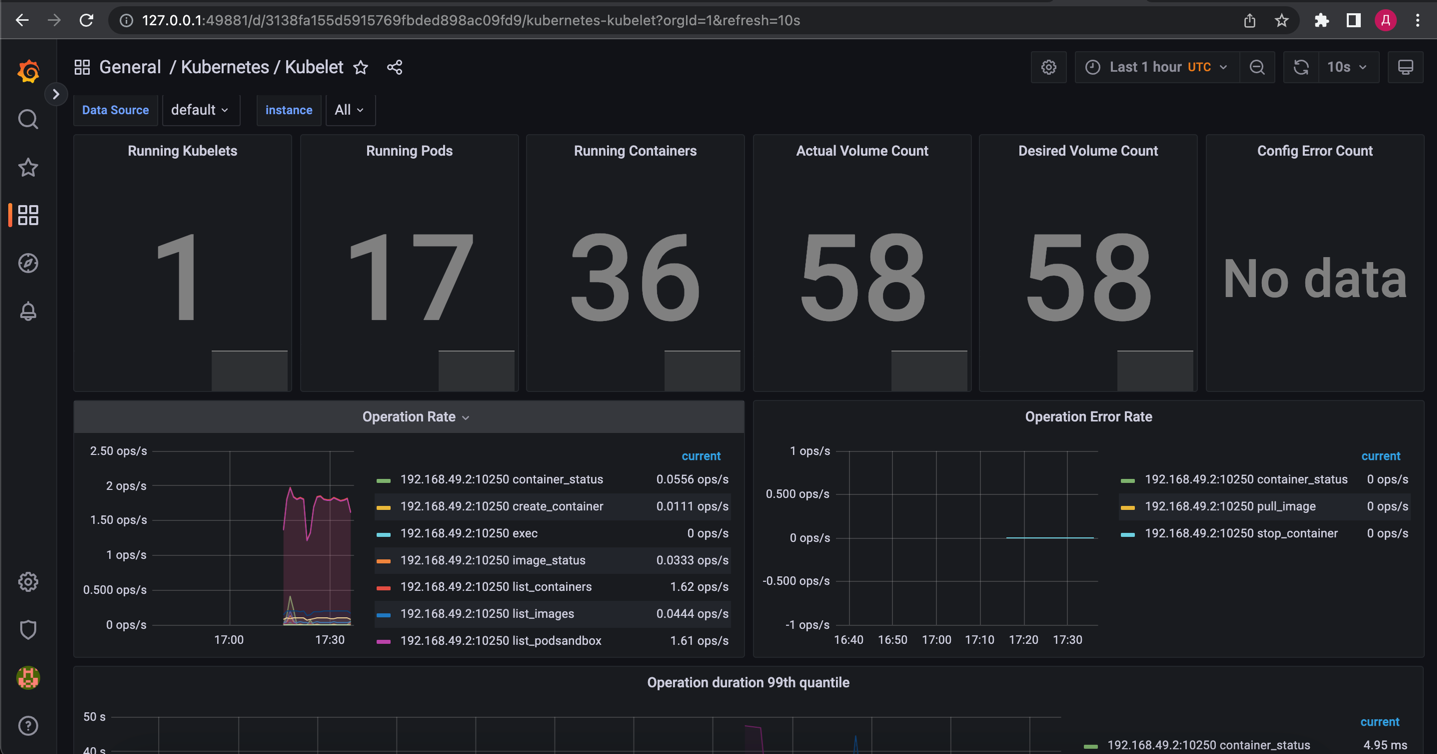 127.0.0.1:49881/d/3138fa155d5915769fbded898ac09fd9/kubernetes-kubelet?orgId=1&refresh=10s
Д
General / Kubernetes / Kubelet
Last 1 hour UTC
10s
Data Source default instance All
Running Kubelets
1
Running Pods
17
Running Containers
36
Actual Volume Count
58
Desired Volume Count
58
Config Error Count
No data
Operation Rate
2.50 ops/s
2 ops/s
1.50 ops/s
1 ops/s
0.500 ops/s
0 ops/s
17:00 17:30
current
192.168.49.2:10250 container_status 0.0556 ops/s
192.168.49.2:10250 create_container 0.0111 ops/s
192.168.49.2:10250 exec 0 ops/s
192.168.49.2:10250 image_status 0.0333 ops/s
192.168.49.2:10250 list_containers 1.62 ops/s
192.168.49.2:10250 list_images 0.0444 ops/s
192.168.49.2:10250 list_podsandbox 1.61 ops/s
Operation Error Rate
1 ops/s
0.500 ops/s
0 ops/s
-0.500 ops/s
-1 ops/s
16:40 16:50 17:00 17:10 17:20 17:30
current
192.168.49.2:10250 container_status 0 ops/s
192.168.49.2:10250 pull_image 0 ops/s
192.168.49.2:10250 stop_container 0 ops/s
Operation duration 99th quantile
50 s
40 s
current
192.168.49.2:10250 container_status 4.95 ms